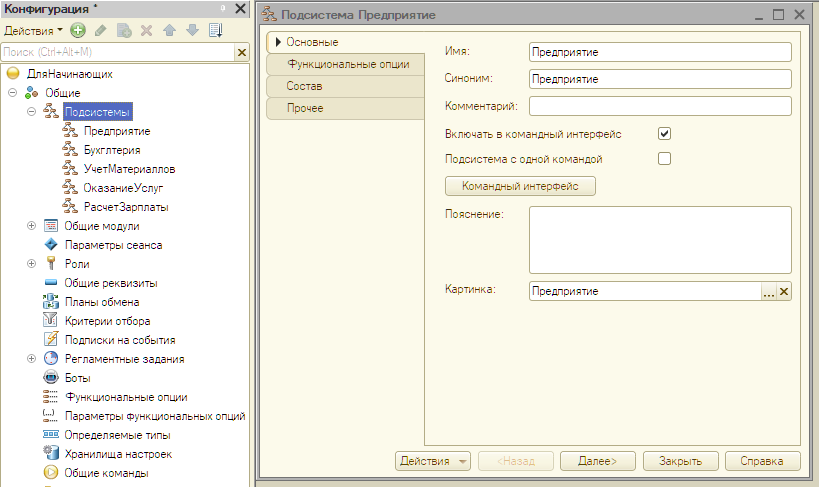 Конфигурация *
Действия
Поиск (Ctrl+Alt+M)
ДляНачинающих
Общие
Подсистемы
Предприятие
Бухглтерия
УчетМатериаллов
ОказаниеУслуг
РасчетЗарплаты
Общие модули
Параметры сеанса
Роли
Общие реквизиты
Планы обмена
Критерии отбора
Подписки на события
Регламентные задания
Боты
Функциональные опции
Параметры функциональных опций
Определяемые типы
Хранилища настроек
Общие команды
Подсистема Предприятие
Основные
Функциональные опции
Состав
Прочее
Имя: Предприятие
Синоним: Предприятие
Комментарий:
Включать в командный интерфейс
Подсистема с одной командой
Командный интерфейс
Пояснение:
Картинка: Предприятие ...
Действия <Назад Далее> Закрыть Справка